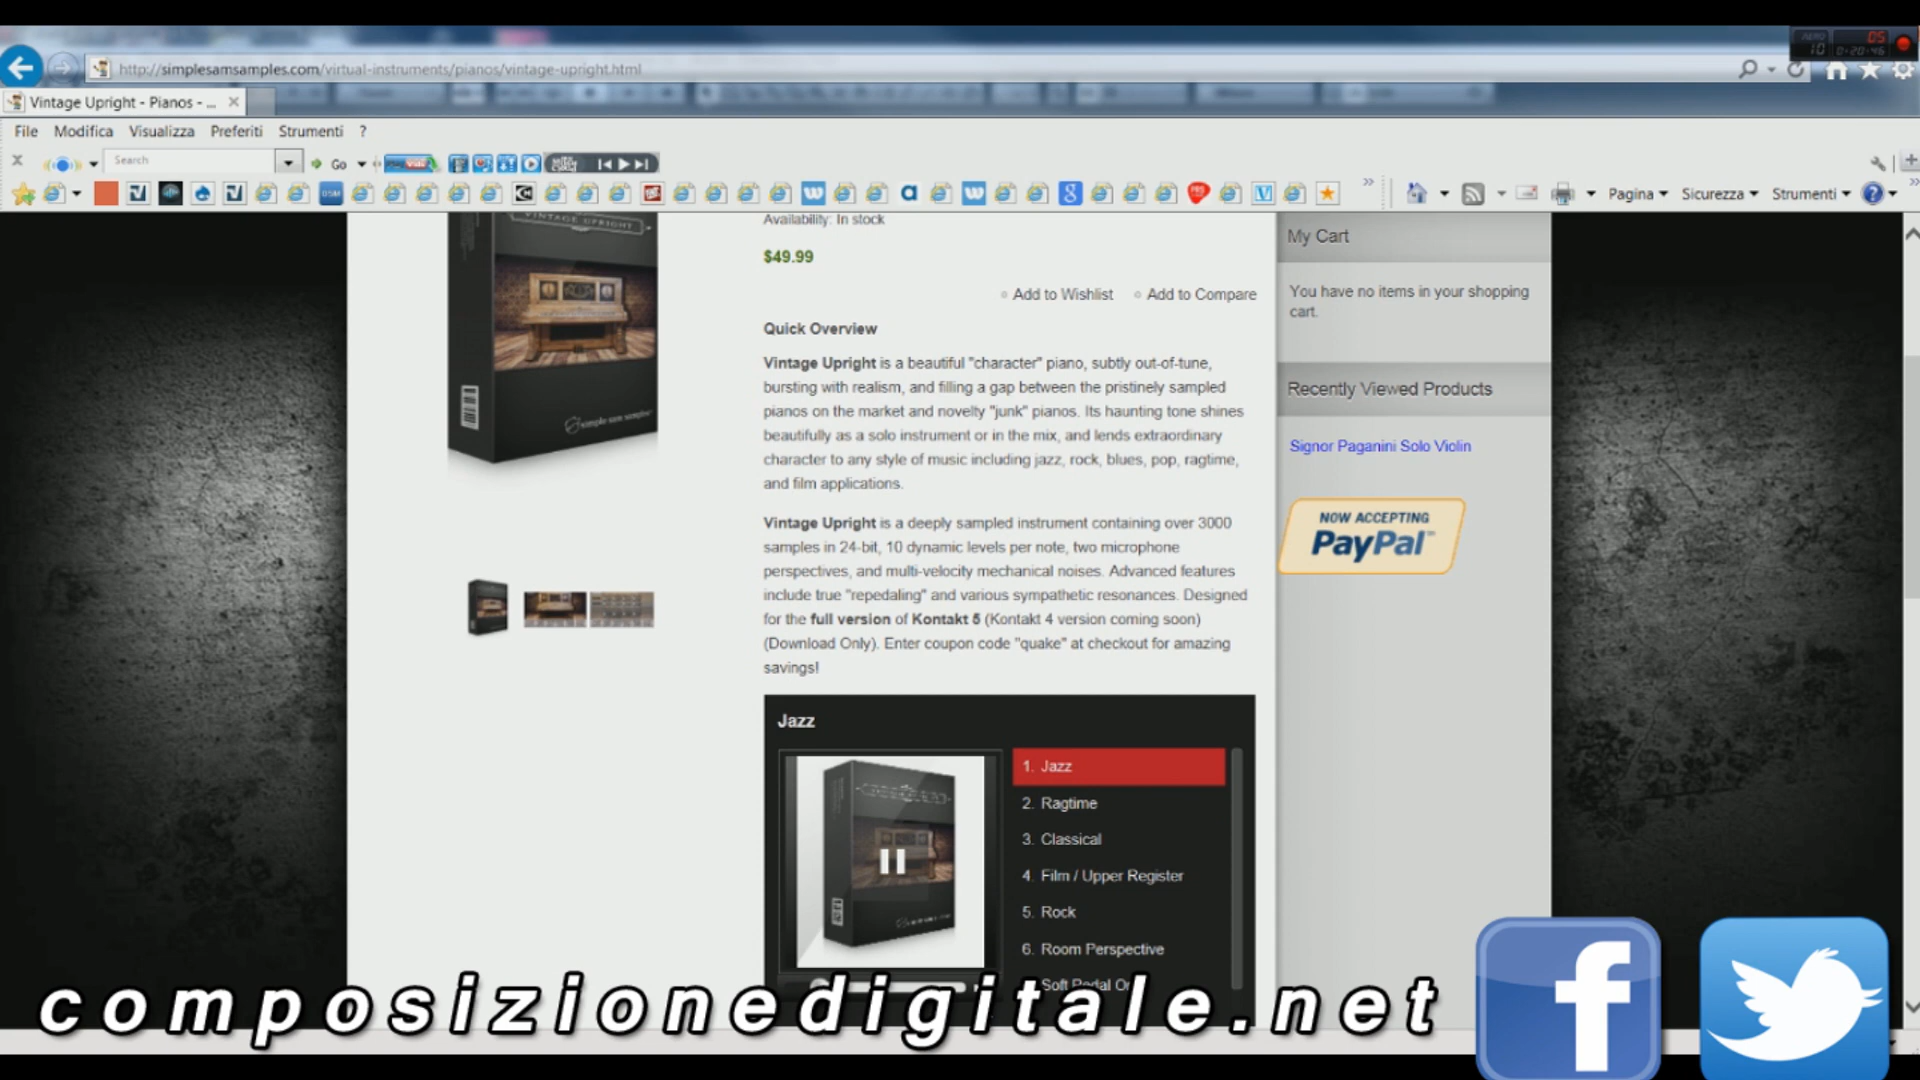 http://simplesamsamples.com/virtual-instruments/pianos/vintage-upright.html
Vintage Upright - Pianos - ...
File Modifica Visualizza Preferiti Strumenti ?
Search
Go
Pagina Sicurezza Strumenti
VINTAGE UPRIGHT
simple sam samples
Availability: In stock
$49.99
Add to Wishlist Add to Compare
Quick Overview
Vintage Upright is a beautiful "character" piano, subtly out-of-tune,
bursting with realism, and filling a gap between the pristinely sampled
pianos on the market and novelty "junk" pianos. Its haunting tone shines
beautifully as a solo instrument or in the mix, and lends extraordinary
character to any style of music including jazz, rock, blues, pop, ragtime,
and film applications.
Vintage Upright is a deeply sampled instrument containing over 3000
samples in 24-bit, 10 dynamic levels per note, two microphone
perspectives, and multi-velocity mechanical noises. Advanced features
include true "repedaling" and various sympathetic resonances. Designed
for the full version of Kontakt 5 (Kontakt 4 version coming soon)
(Download Only). Enter coupon code "quake" at checkout for amazing
savings!
My Cart
You have no items in your shopping
cart.
Recently Viewed Products
Signor Paganini Solo Violin
NOW ACCEPTING
PayPal
Jazz
1. Jazz
2. Ragtime
3. Classical
4. Film / Upper Register
5. Rock
6. Room Perspective
Soft Pedal
composizionedigitale.net